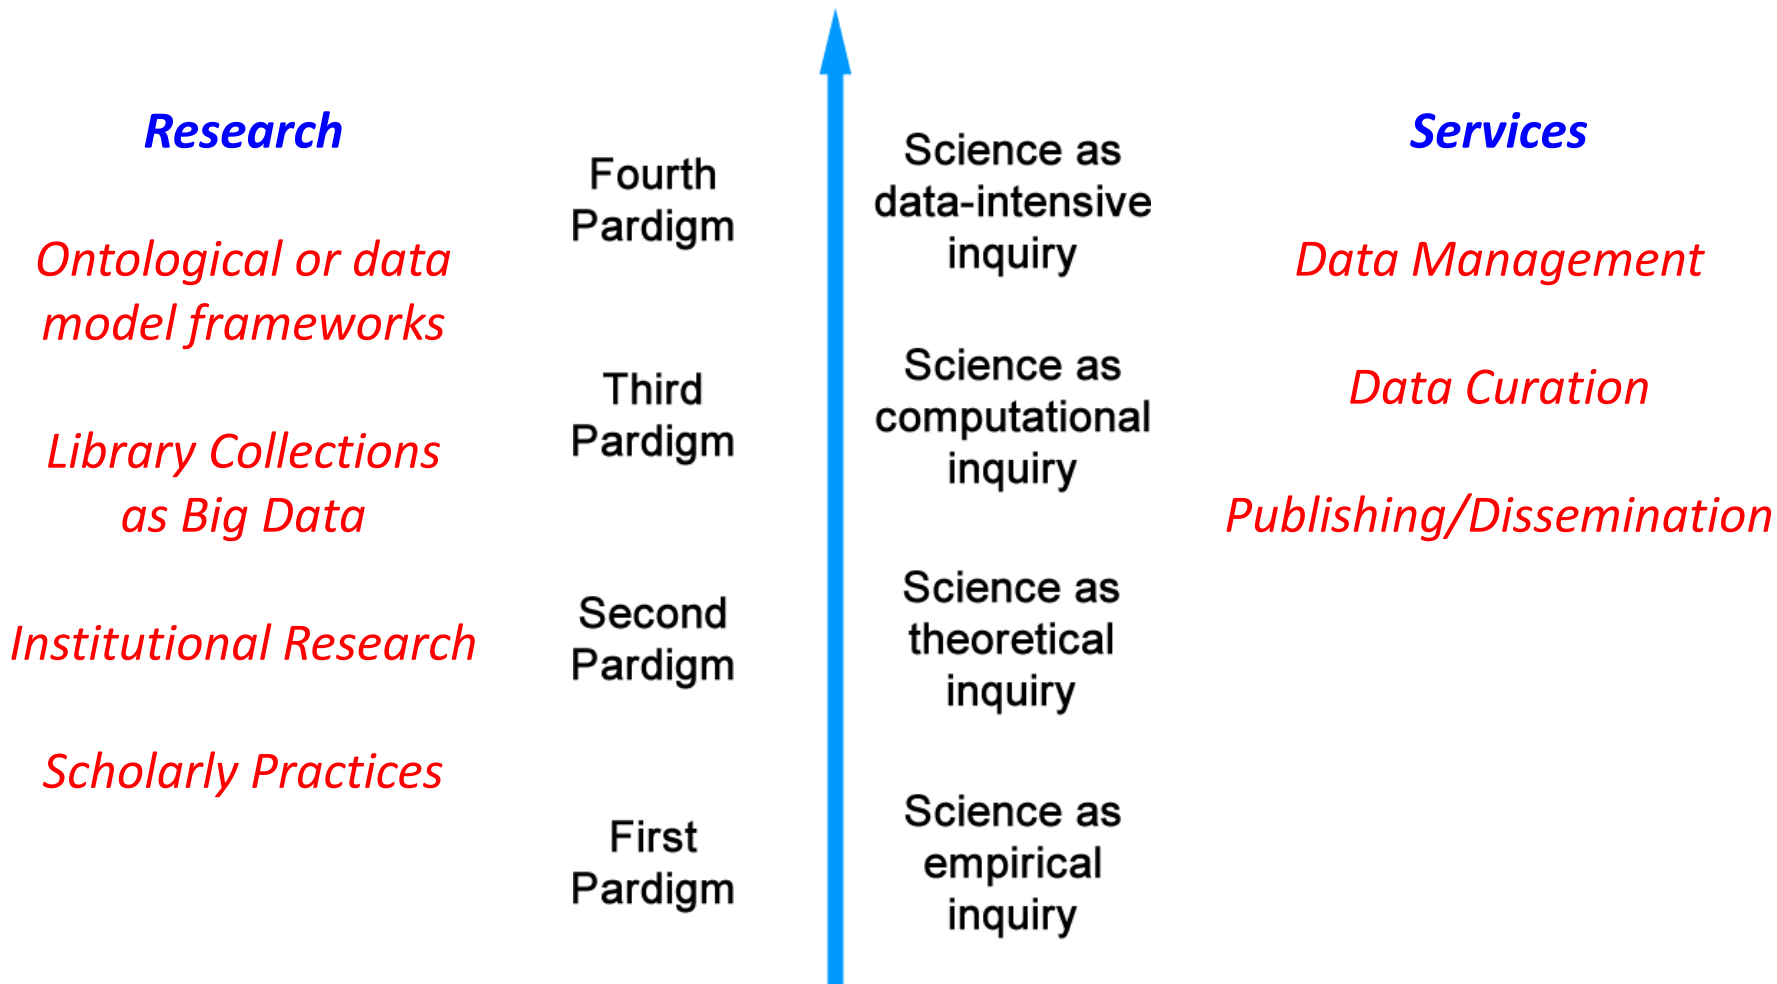 Research
Ontological or data
model frameworks
Library Collections
as Big Data
Institutional Research
Scholarly Practices
Fourth
Pardigm
Third
Pardigm
Second
Pardigm
First
Pardigm
Science as
data-intensive
inquiry
Science as
computational
inquiry
Science as
theoretical
inquiry
Science as
empirical
inquiry
Services
Data Management
Data Curation
Publishing/Dissemination